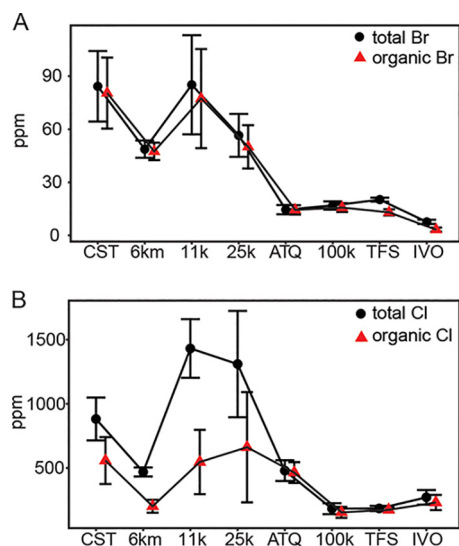 A
total Br
organic Br
ppm
90
60
30
0
CST 6km 11k 25k ATQ 100k TFS IVO
B
total Cl
organic Cl
ppm
1500
1000
500
CST 6km 11k 25k ATQ 100k TFS IVO